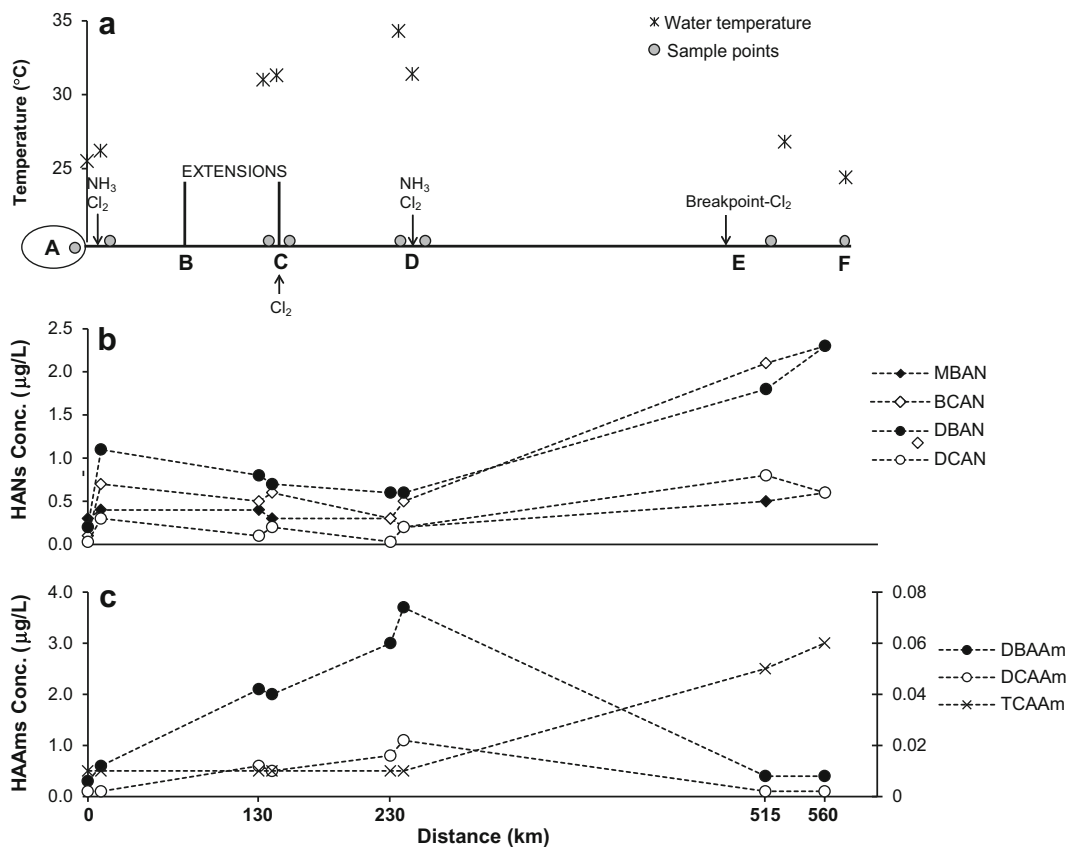 a
35
30
25
Temperature (°C)
Water temperature
Sample points
NH₃
Cl₂
EXTENSIONS
NH₃
Cl₂
Breakpoint-Cl₂
A
B
C
D
E
F
Cl₂
b
2.5
2.0
1.5
1.0
0.5
0.0
HANs Conc. (µg/L)
MBAN
BCAN
DBAN
DCAN
c
4.0
3.0
2.0
1.0
0.0
HAAms Conc. (µg/L)
0.08
0.06
0.04
0.02
0
DBAAm
DCAAm
TCAAm
0 130 230 515 560
Distance (km)